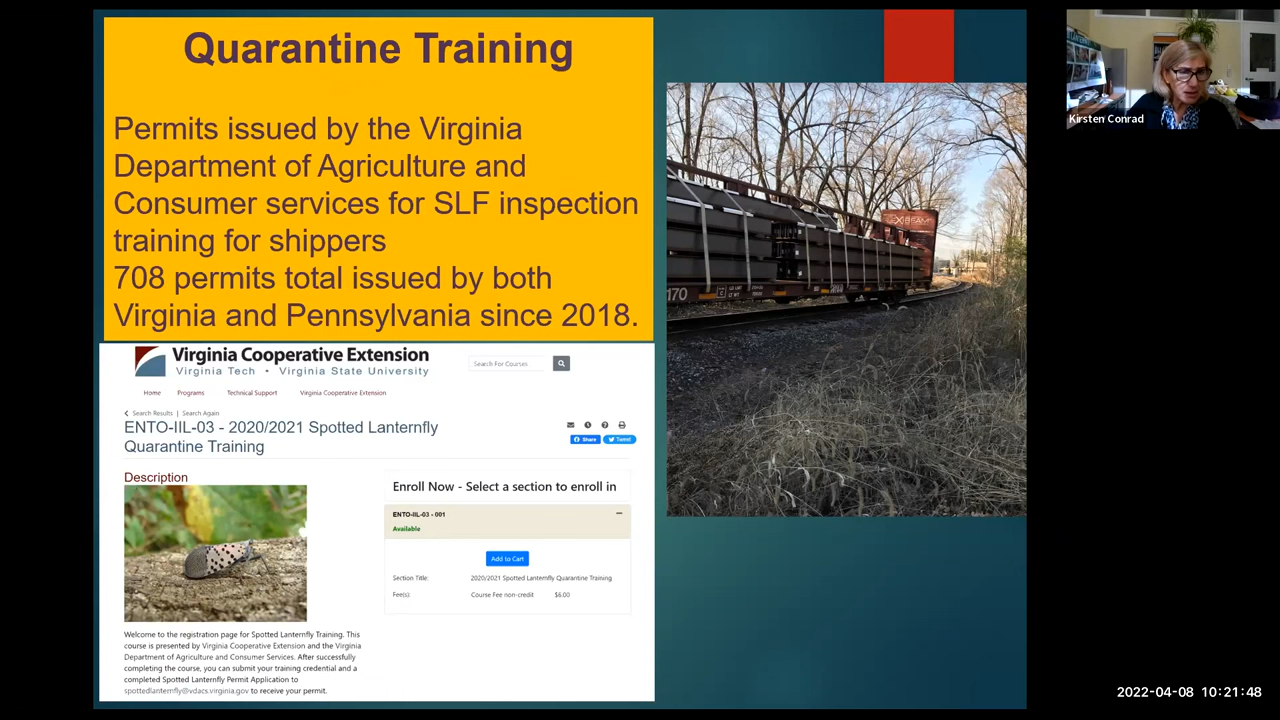 Quarantine Training
Permits issued by the Virginia
Department of Agriculture and
Consumer services for SLF inspection
training for shippers
708 permits total issued by both
Virginia and Pennsylvania since 2018.
Virginia Cooperative Extension
Virginia Tech • Virginia State University
Search For Courses
Home Programs Technical Support Virginia Cooperative Extension
Search Results | Search Again
ENTO-IIL-03 - 2020/2021 Spotted Lanternfly
Quarantine Training
Share Tweet
Description
Enroll Now - Select a section to enroll in
ENTO-IIL-03 - 001
Available
Add to Cart
Section Title: 2020/2021 Spotted Lanternfly Quarantine Training
Fee(s): Course Fee non-credit $6.00
Welcome to the registration page for Spotted Lanternfly Training. This
course is presented by Virginia Cooperative Extension and the Virginia
Department of Agriculture and Consumer Services. After successfully
completing the course, you can submit your training credential and a
completed Spotted Lanternfly Permit Application to
spottedlanternfly@vdacs.virginia.gov to receive your permit.
170
Kirsten Conrad
2022-04-08 10:21:48